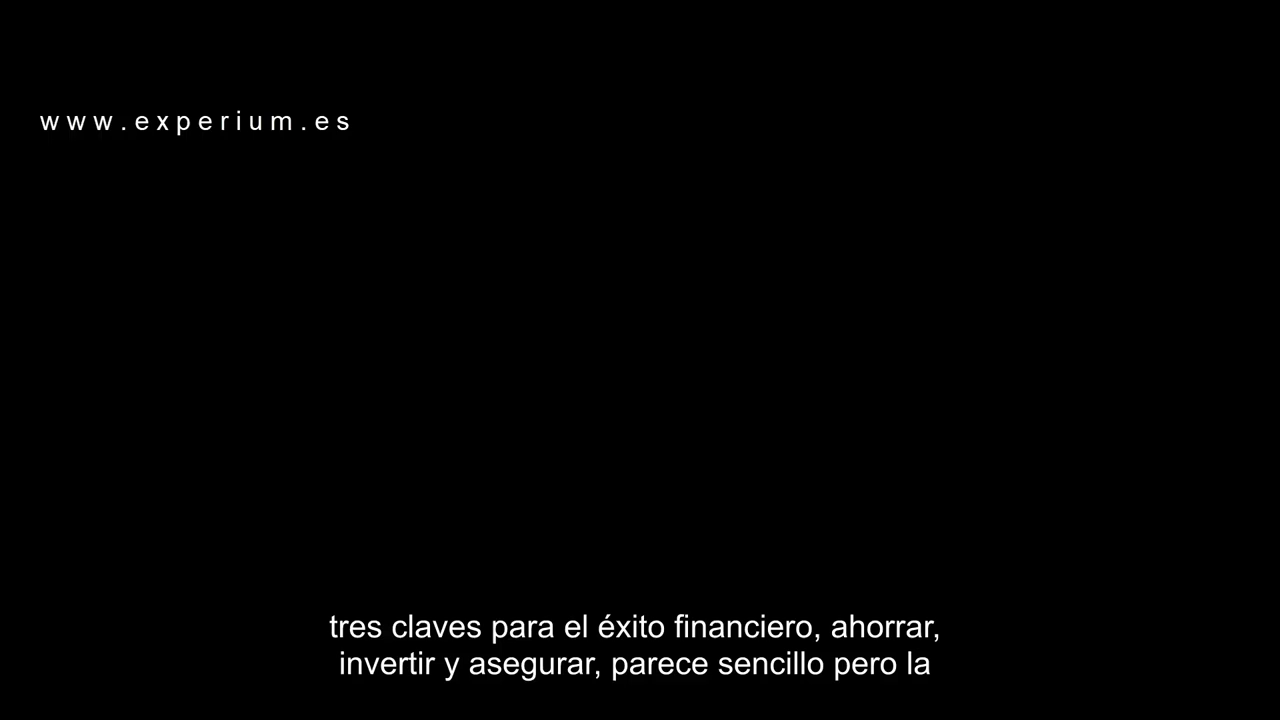 www.experium.es
tres claves para el éxito financiero, ahorrar,
invertir y asegurar, parece sencillo pero la